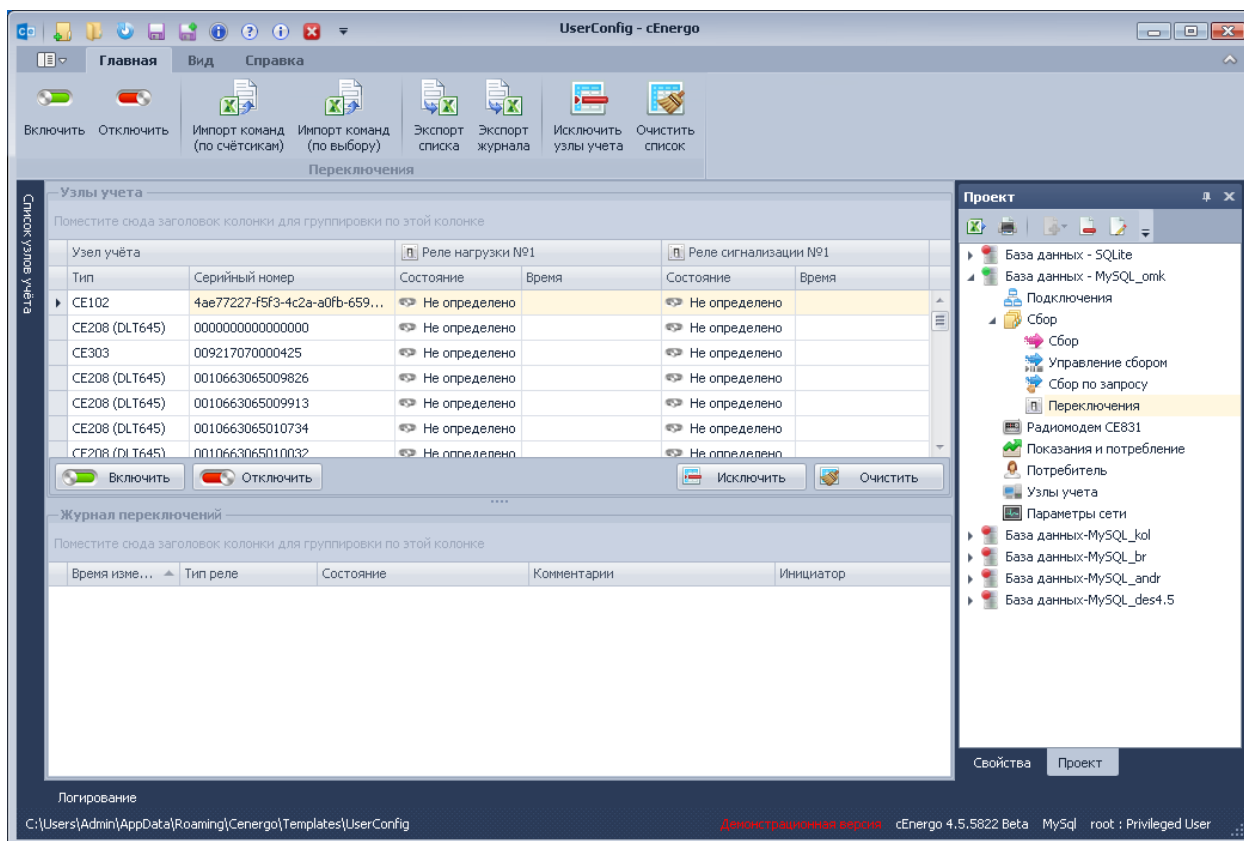 UserConfig - cEnergo
Главная Вид Справка
Включить Отключить Импорт команд (по счётсикам) Импорт команд (по выбору) Экспорт списка Экспорт журнала Исключить узлы учета Очистить список
Переключения
Список узлов учёта
Узлы учета
Поместите сюда заголовок колонки для группировки по этой колонке
Узел учёта Реле нагрузки №1 Реле сигнализации №1
Тип Серийный номер Состояние Время Состояние Время
CE102 4ae77227-f5f3-4c2a-a0fb-659... Не определено Не определено
CE208 (DLT645) 0000000000000000 Не определено Не определено
CE303 009217070000425 Не определено Не определено
CE208 (DLT645) 0010663065009826 Не определено Не определено
CE208 (DLT645) 0010663065009913 Не определено Не определено
CE208 (DLT645) 0010663065010734 Не определено Не определено
CE208 (DLT645) 0010663065010032 Не определено Не определено
Включить Отключить Исключить Очистить
Журнал переключений
Поместите сюда заголовок колонки для группировки по этой колонке
Время изме... Тип реле Состояние Комментарии Инициатор
Проект
База данных - SQLite
База данных - MySQL_omk
Подключения
Сбор
Сбор
Управление сбором
Сбор по запросу
Переключения
Радиомодем CE831
Показания и потребление
Потребитель
Узлы учета
Параметры сети
База данных-MySQL_kol
База данных-MySQL_br
База данных-MySQL_andr
База данных-MySQL_des4.5
Свойства Проект
Логирование
C:\Users\Admin\AppData\Roaming\Cenergo\Templates\UserConfig Демонстрационная версия cEnergo 4.5.5822 Beta MySql root : Privileged User